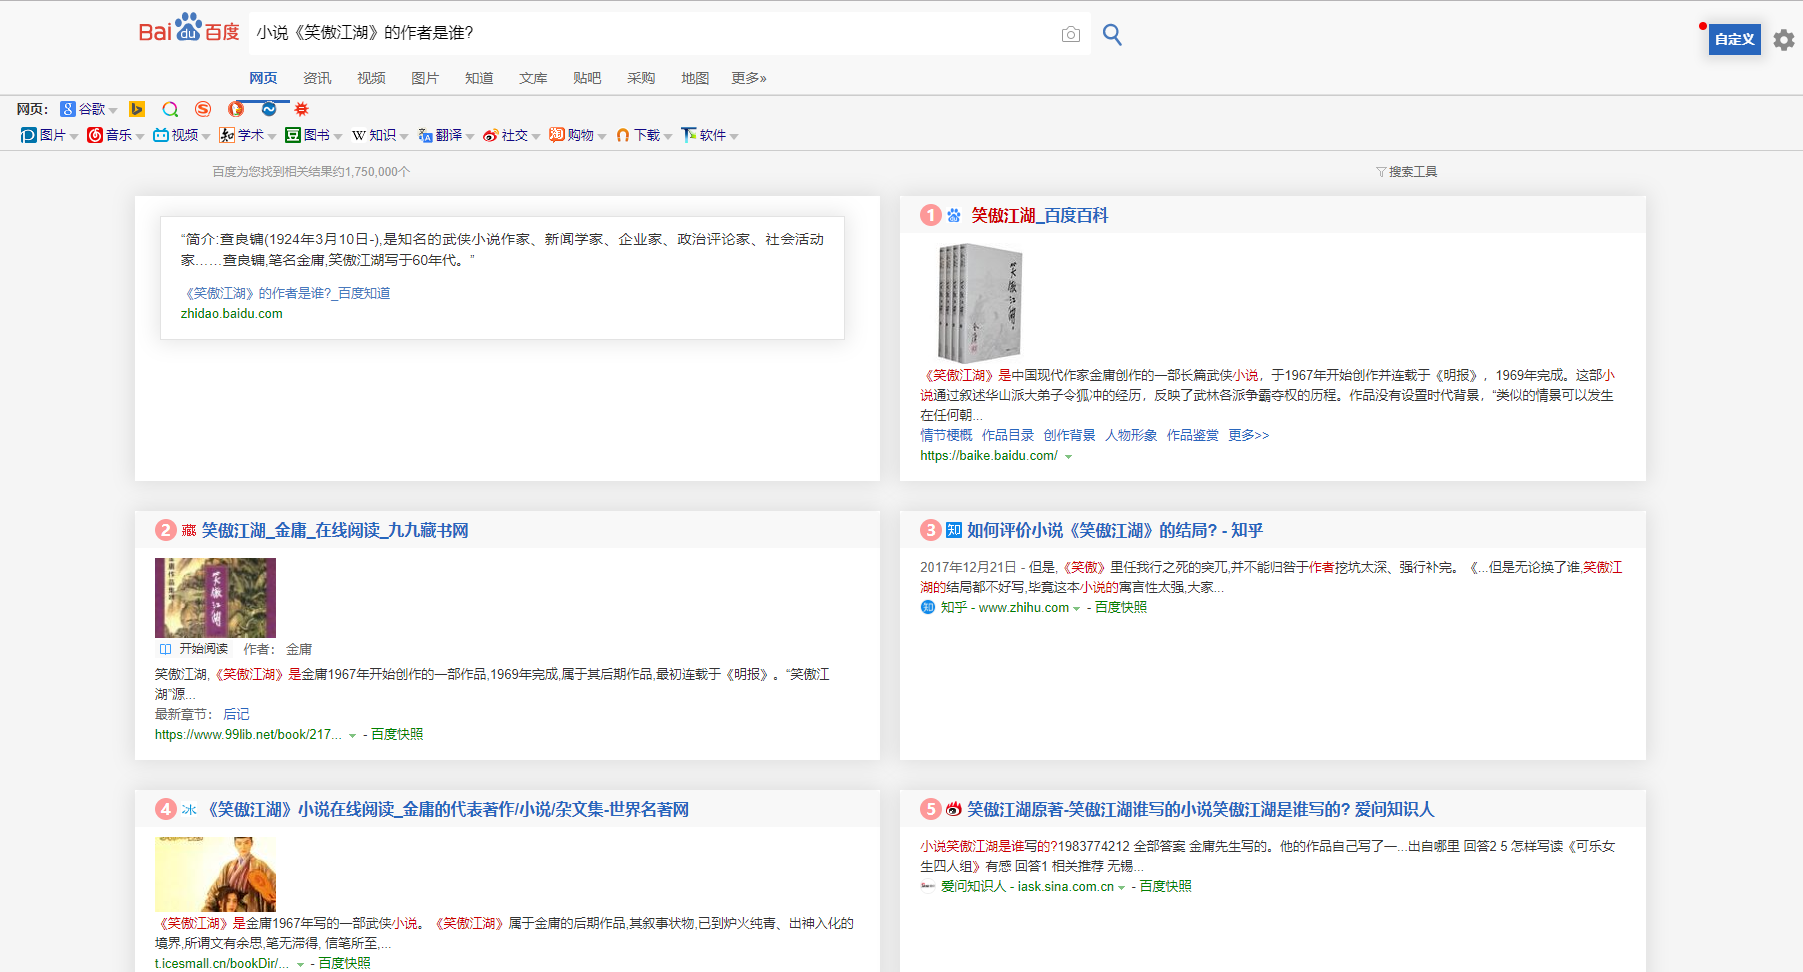 Bai du 百度
小说《笑傲江湖》的作者是谁?
自定义
网页 资讯 视频 图片 知道 文库 贴吧 采购 地图 更多»
网页： 谷歌
图片 音乐 视频 学术 图书 知识 翻译 社交 购物 下载 软件
百度为您找到相关结果约1,750,000个
搜索工具
“简介:查良镛(1924年3月10日-),是知名的武侠小说作家、新闻学家、企业家、政治评论家、社会活动
家……查良镛,笔名金庸,笑傲江湖写于60年代。”
《笑傲江湖》的作者是谁?_百度知道
zhidao.baidu.com
1 笑傲江湖_百度百科
笑傲江湖
《笑傲江湖》是中国现代作家金庸创作的一部长篇武侠小说，于1967年开始创作并连载于《明报》，1969年完成。这部小
说通过叙述华山派大弟子令狐冲的经历，反映了武林各派争霸夺权的历程。作品没有设置时代背景，“类似的情景可以发生
在任何朝...
情节梗概 作品目录 创作背景 人物形象 作品鉴赏 更多>>
https://baike.baidu.com/
2 藏 笑傲江湖_金庸_在线阅读_九九藏书网
笑傲江湖
开始阅读 作者： 金庸
笑傲江湖,《笑傲江湖》是金庸1967年开始创作的一部作品,1969年完成,属于其后期作品,最初连载于《明报》。“笑傲江
湖”源...
最新章节： 后记
https://www.99lib.net/book/217... - 百度快照
3 知 如何评价小说《笑傲江湖》的结局? - 知乎
2017年12月21日 - 但是,《笑傲》里任我行之死的突兀,并不能归咎于作者挖坑太深、强行补完。《...但是无论换了谁,笑傲江
湖的结局都不好写,毕竟这本小说的寓言性太强,大家...
知 知乎 - www.zhihu.com - 百度快照
4 冰 《笑傲江湖》小说在线阅读_金庸的代表著作/小说/杂文集-世界名著网
《笑傲江湖》是金庸1967年写的一部武侠小说。《笑傲江湖》属于金庸的后期作品,其叙事状物,已到炉火纯青、出神入化的
境界,所谓文有余思,笔无滞得, 信笔所至,...
t.icesmall.cn/bookDir/... - 百度快照
5 笑傲江湖原著-笑傲江湖谁写的小说笑傲江湖是谁写的? 爱问知识人
小说笑傲江湖是谁写的?1983774212 全部答案 金庸先生写的。他的作品自己写了一...出自哪里 回答2 5 怎样写读《可乐女
生四人组》有感 回答1 相关推荐 无锡...
爱问知识人 - iask.sina.com.cn - 百度快照